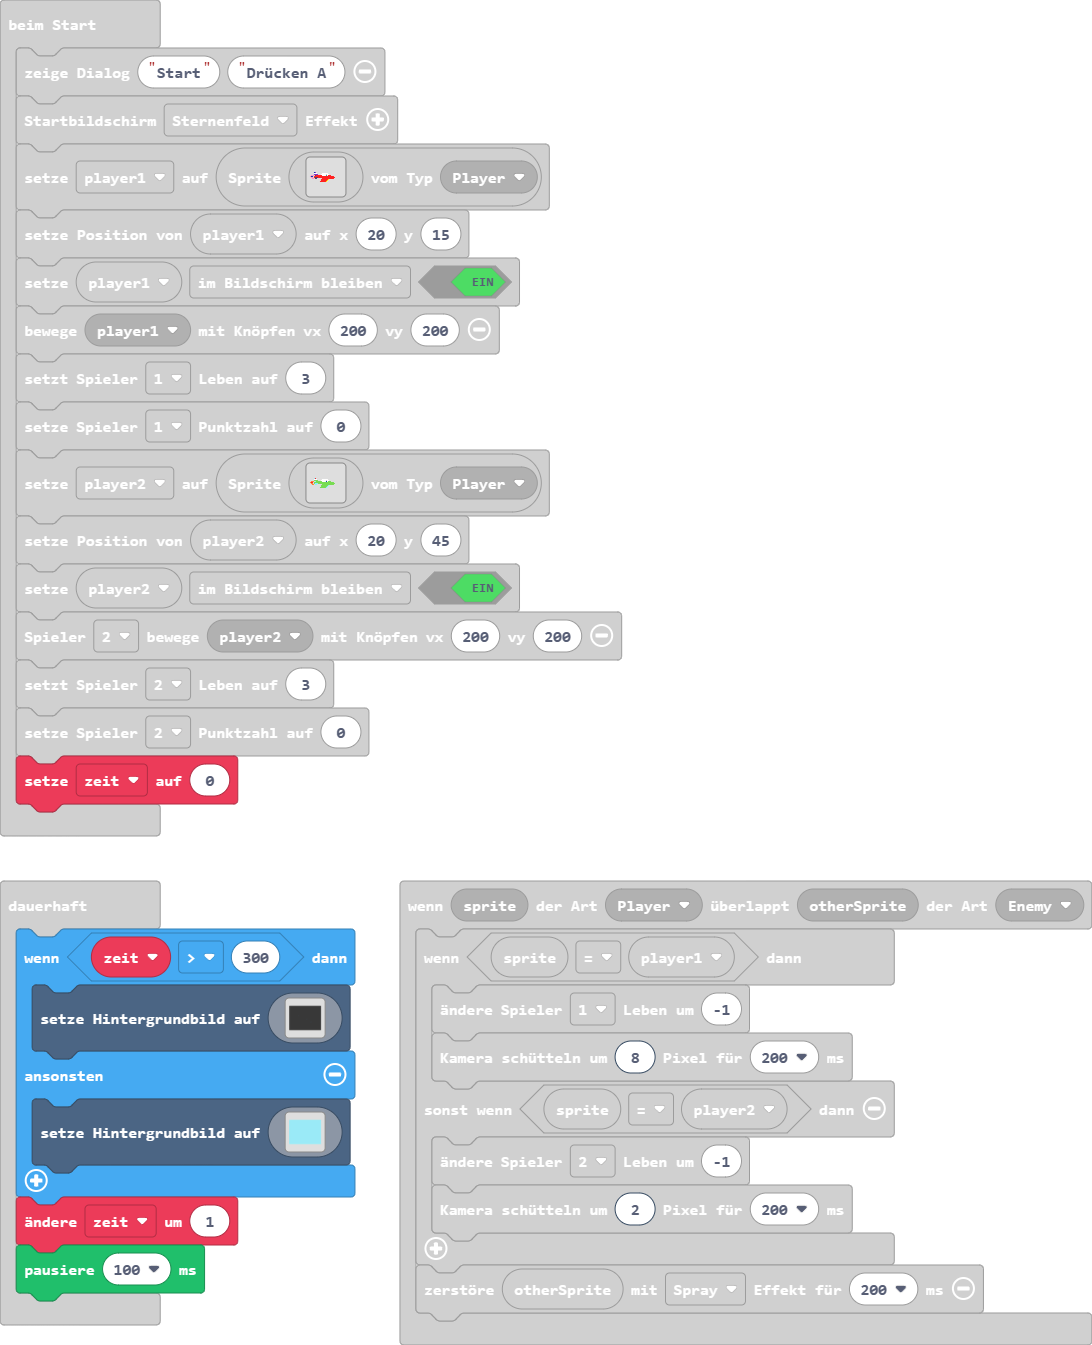 beim Start
zeige Dialog "Start" "Drücken A"
Startbildschirm Sternenfeld Effekt
setze player1 auf Sprite vom Typ Player
setze Position von player1 auf x 20 y 15
setze player1 im Bildschirm bleiben EIN
bewege player1 mit Knöpfen vx 200 vy 200
setzt Spieler 1 Leben auf 3
setze Spieler 1 Punktzahl auf 0
setze player2 auf Sprite vom Typ Player
setze Position von player2 auf x 20 y 45
setze player2 im Bildschirm bleiben EIN
Spieler 2 bewege player2 mit Knöpfen vx 200 vy 200
setzt Spieler 2 Leben auf 3
setze Spieler 2 Punktzahl auf 0
setze zeit auf 0
dauerhaft
wenn zeit > 300 dann
setze Hintergrundbild auf
ansonsten
setze Hintergrundbild auf
ändere zeit um 1
pausiere 100 ms
wenn sprite der Art Player überlappt otherSprite der Art Enemy
wenn sprite = player1 dann
ändere Spieler 1 Leben um -1
Kamera schütteln um 8 Pixel für 200 ms
sonst wenn sprite = player2 dann
ändere Spieler 2 Leben um -1
Kamera schütteln um 2 Pixel für 200 ms
zerstöre otherSprite mit Spray Effekt für 200 ms